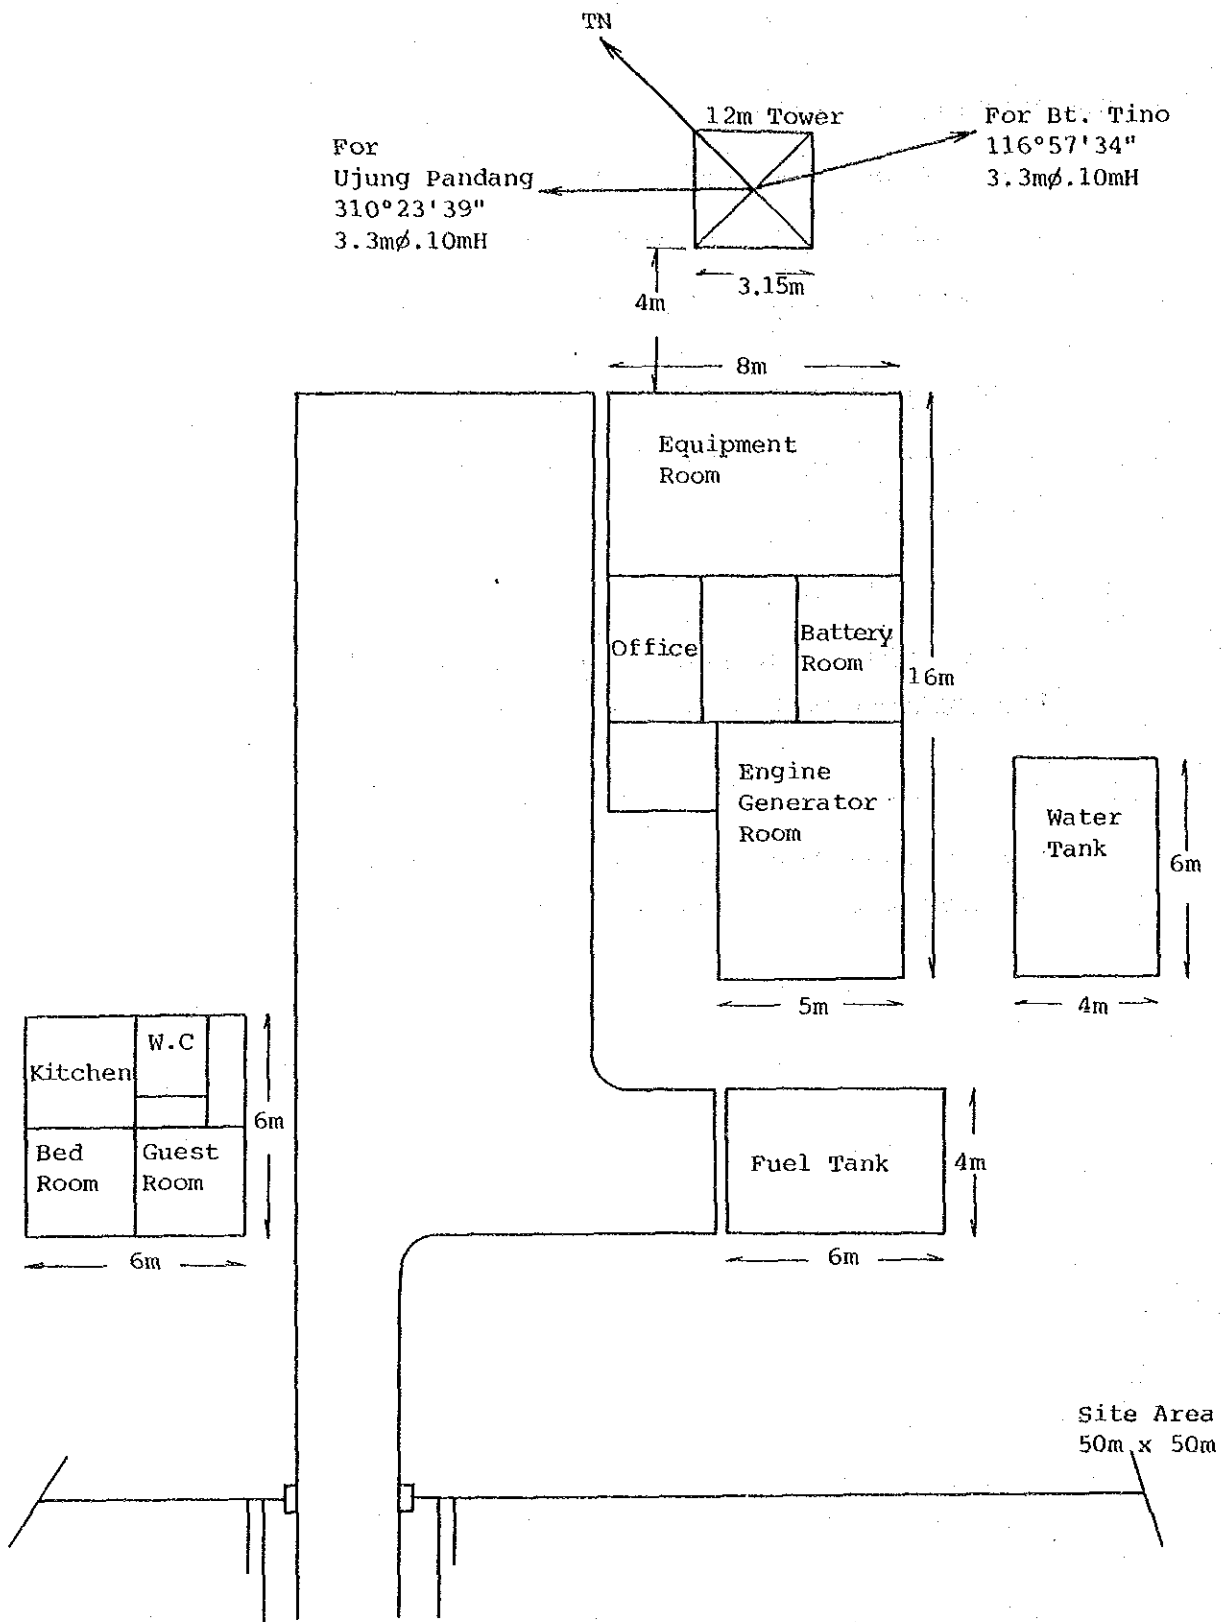 TN
12m Tower
For Bt. Tino
116°57'34"
3.3mø.10mH
For
Ujung Pandang
310°23'39"
3.3mø.10mH
3.15m
4m
8m
Equipment
Room
Office
Battery
Room
16m
Engine
Generator
Room
Water
Tank
6m
5m
4m
W.C
Kitchen
6m
Bed
Room
Guest
Room
6m
Fuel Tank
4m
6m
Site Area
50m x 50m